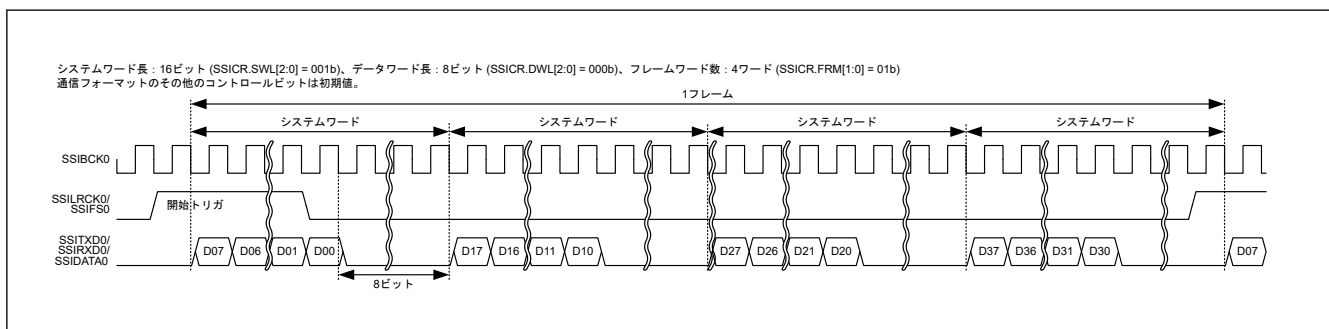 システムワード長：16ビット (SSICR.SWL[2:0] = 001b)、データワード長：8ビット (SSICR.DWL[2:0] = 000b)、フレームワード数：4ワード (SSICR.FRM[1:0] = 01b)
通信フォーマットのその他のコントロールビットは初期値。
1フレーム
システムワード システムワード システムワード システムワード
SSIBCK0
SSILRCK0/
SSIFS0
開始トリガ
SSITXD0/
SSIRXD0/
SSIDATA0
D07 D06 D01 D00 D17 D16 D11 D10 D27 D26 D21 D20 D37 D36 D31 D30 D07
8ビット